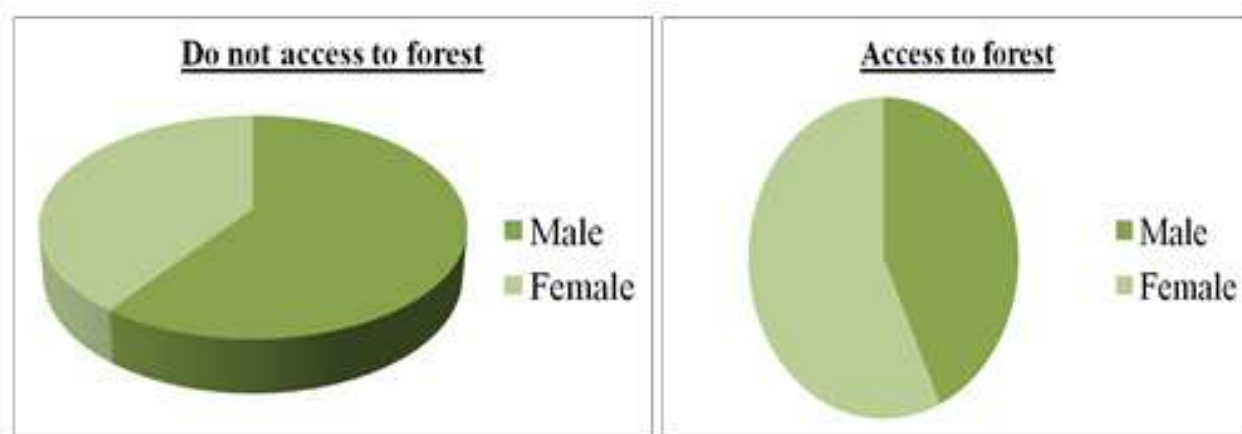 Do not access to forest
Male
Female
Access to forest
Male
Female